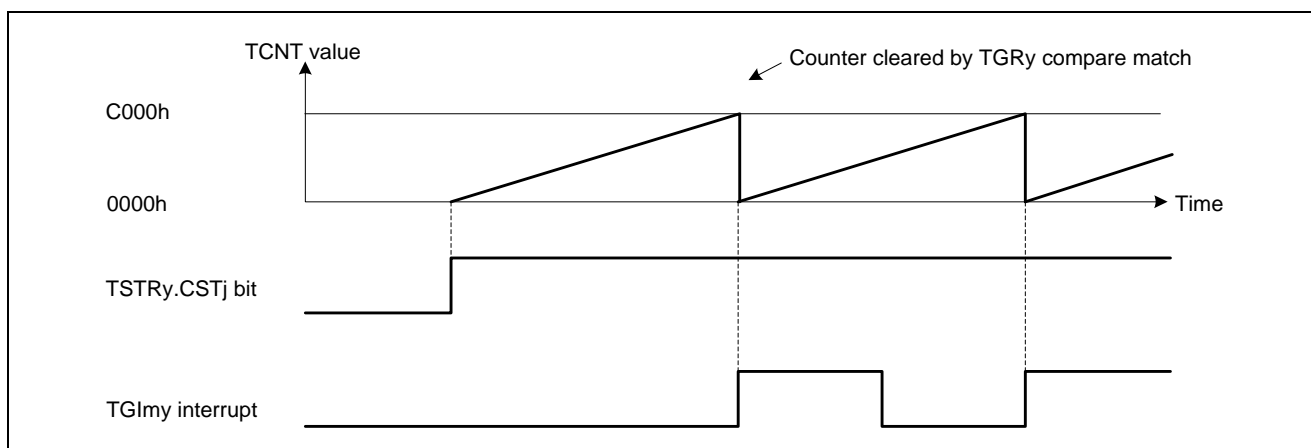 TCNT value
Counter cleared by TGRy compare match
C000h
0000h
Time
TSTRy.CSTj bit
TGImy interrupt